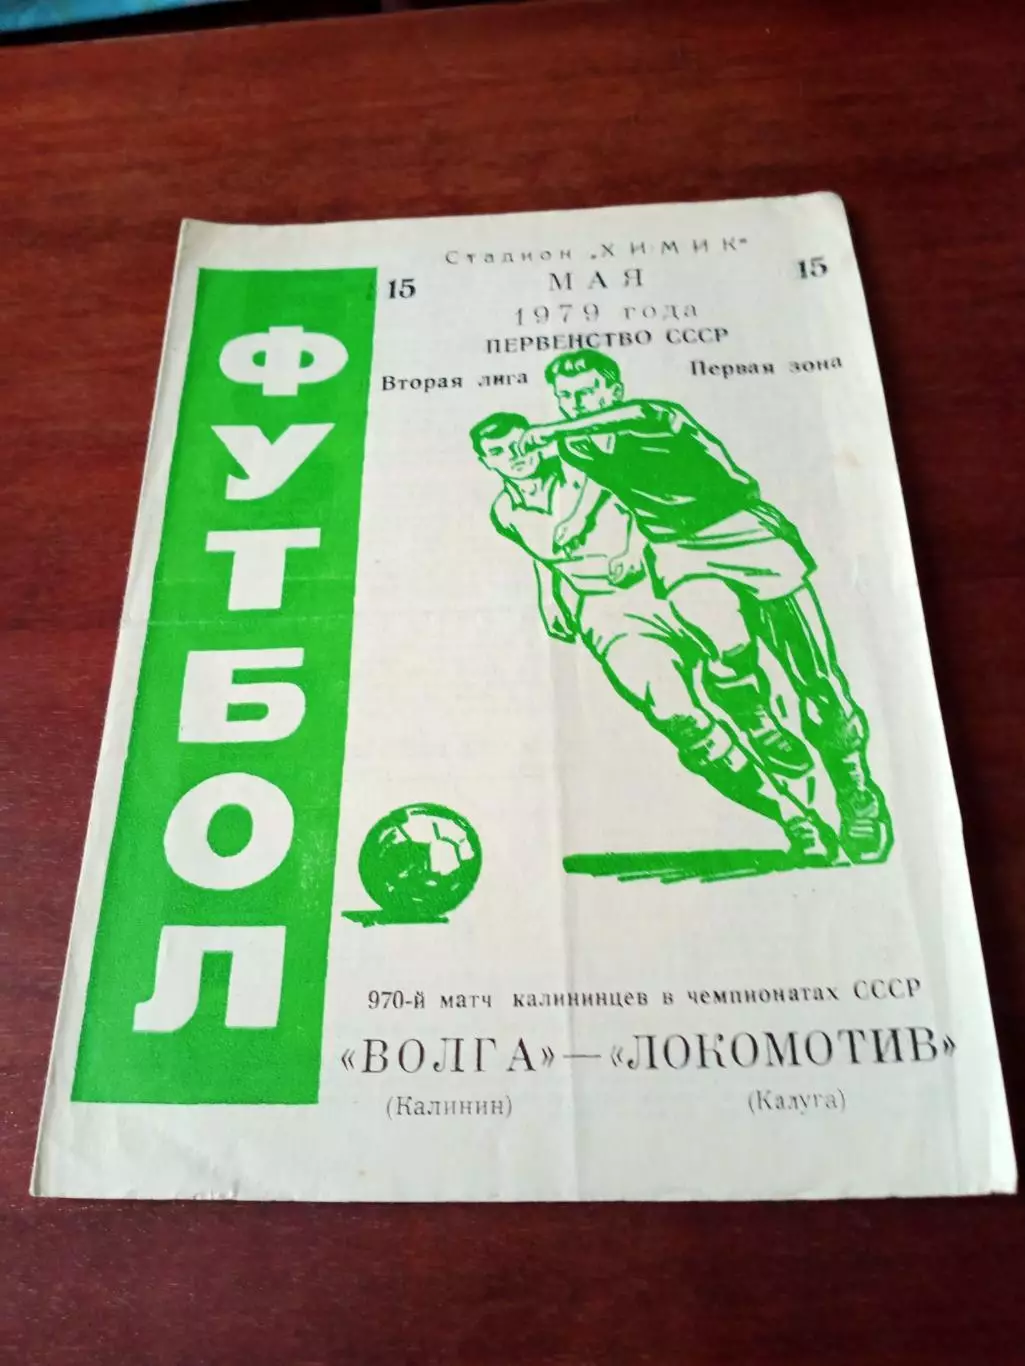 Стадион „ХИМИК"
15 МАЯ 15
1979 года
ПЕРВЕНСТВО СССР
Вторая лига Первая зона
ФУТБОЛ
970-й матч калининцев в чемпионатах СССР
«ВОЛГА» — «ЛОКОМОТИВ»
(Калинин) (Калуга)